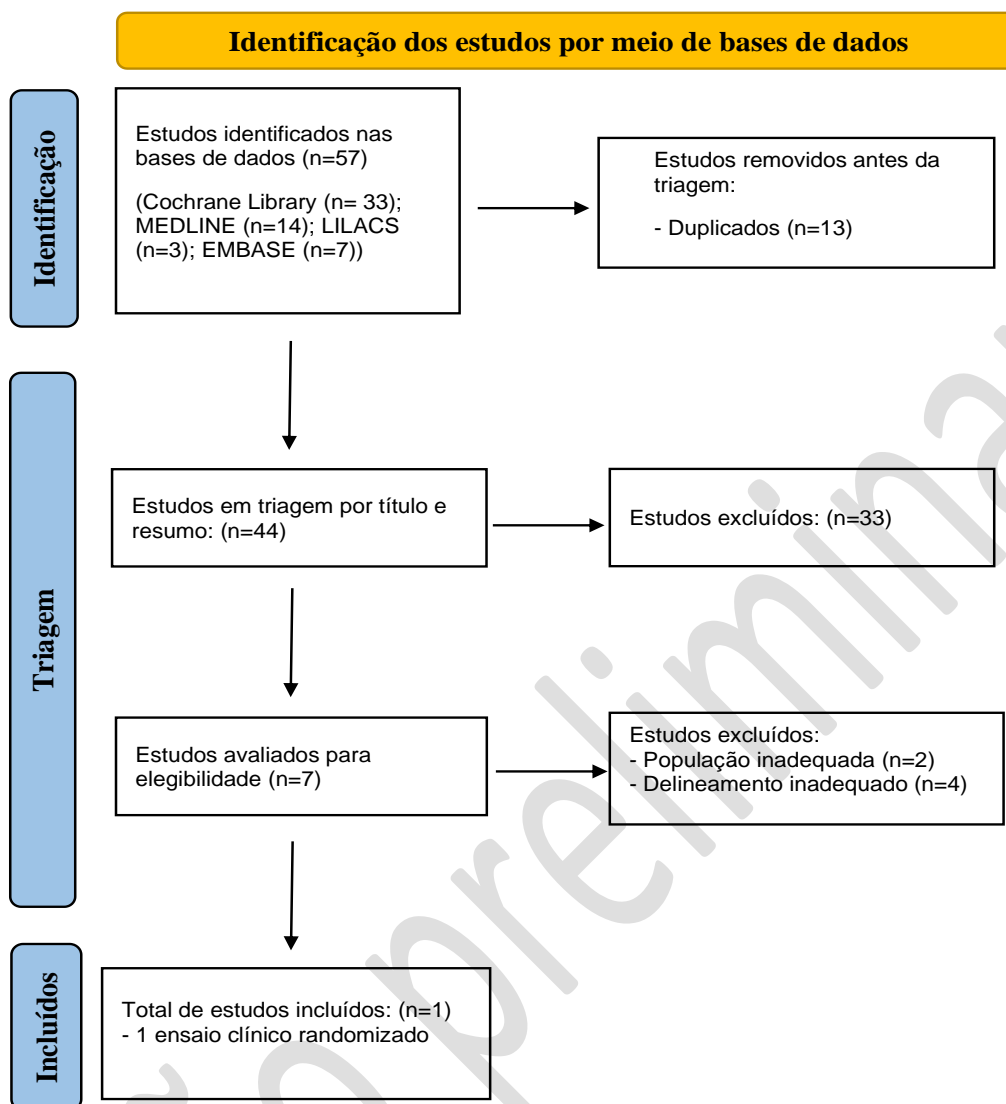 Identificação dos estudos por meio de bases de dados
Identificação
Estudos identificados nas
bases de dados (n=57)
(Cochrane Library (n= 33);
MEDLINE (n=14); LILACS
(n=3); EMBASE (n=7))
Estudos removidos antes da
triagem:
- Duplicados (n=13)
Triagem
Estudos em triagem por título e
resumo: (n=44)
Estudos excluídos: (n=33)
Estudos avaliados para
elegibilidade (n=7)
Estudos excluídos:
- População inadequada (n=2)
- Delineamento inadequado (n=4)
Incluídos
Total de estudos incluídos: (n=1)
- 1 ensaio clínico randomizado